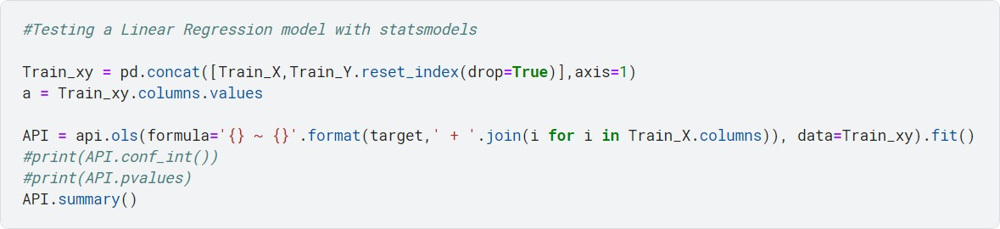 #Testing a Linear Regression model with statsmodels
Train_xy = pd.concat([Train_X,Train_Y.reset_index(drop=True)],axis=1)
a = Train_xy.columns.values
API = api.ols(formula='{} ~ {}'.format(target,' + '.join(i for i in Train_X.columns)), data=Train_xy).fit()
#print(API.conf_int())
#print(API.pvalues)
API.summary()